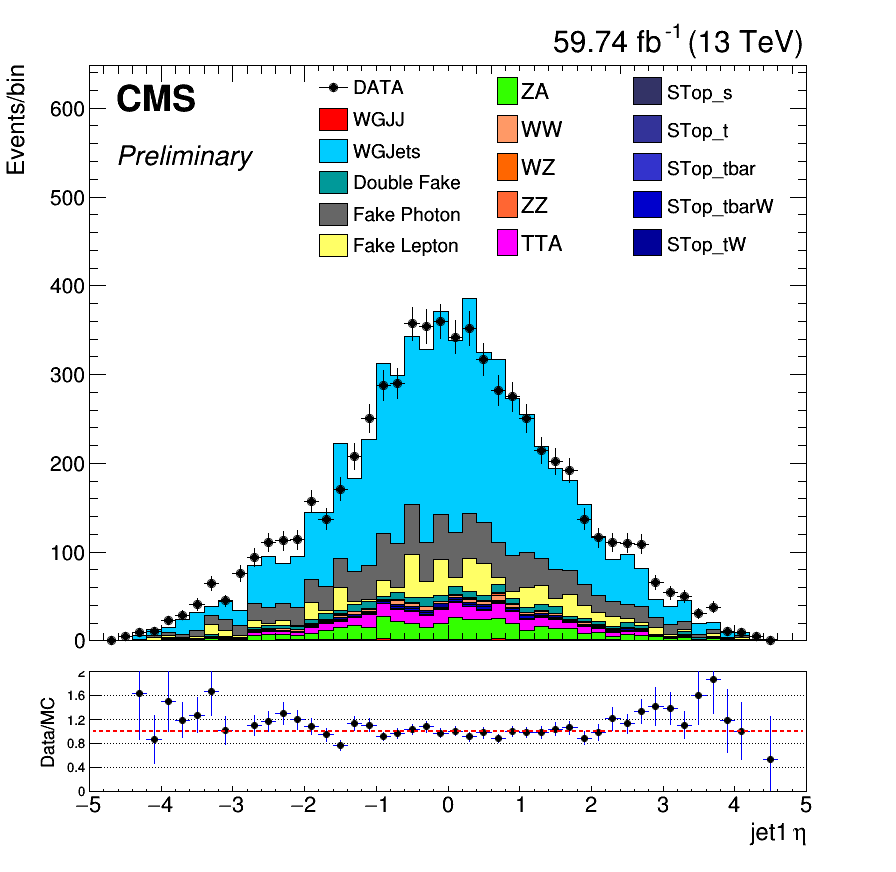 59.74 fb-1 (13 TeV)
Events/bin
CMS
Preliminary
DATA
WGJJ
WGJets
Double Fake
Fake Photon
Fake Lepton
ZA
WW
WZ
ZZ
TTA
STop_s
STop_t
STop_tbar
STop_tbarW
STop_tW
600
500
400
300
200
100
0
Data/MC
2
1.6
1.2
0.8
0.4
0
−5 −4 −3 −2 −1 0 1 2 3 4 5
jet1 η